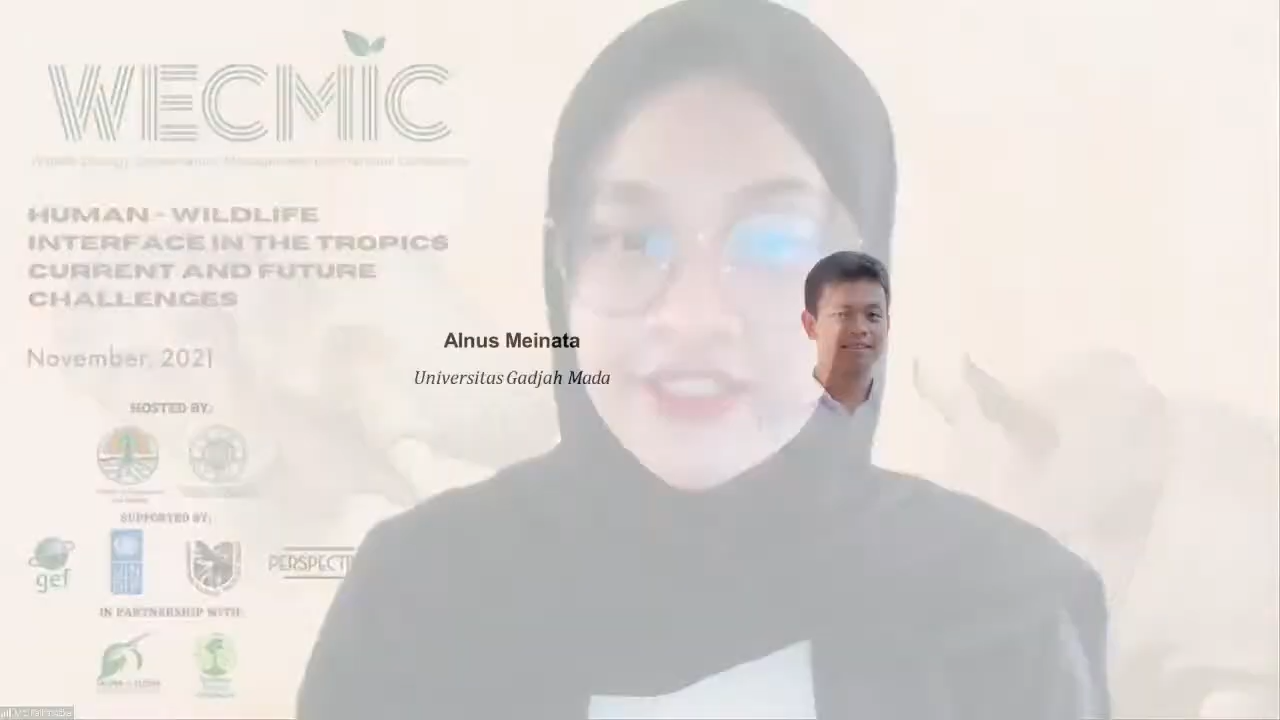 WECMIC
HUMAN - WILDLIFE
INTERFACE IN THE TROPICS
CURRENT AND FUTURE
CHALLENGES
November, 2021
Alnus Meinata
Universitas Gadjah Mada
HOSTED BY:
SUPPORTED BY:
gef
IN PARTNERSHIP WITH: